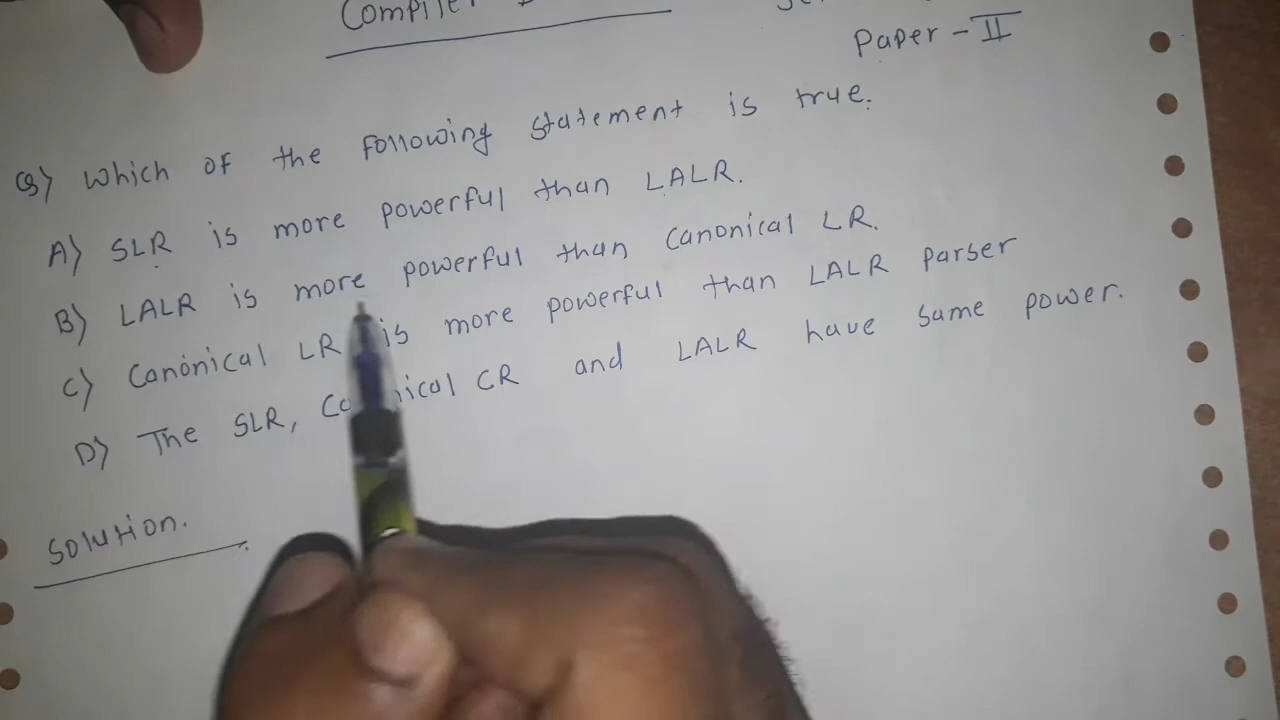 Compiler
Paper - II
Q) Which of the following statement is true.
A) SLR is more powerful than LALR.
B) LALR is more powerful than Canonical LR.
C) Canonical LR is more powerful than LALR parser
D) The SLR, CR and LALR have same power.
Solution.